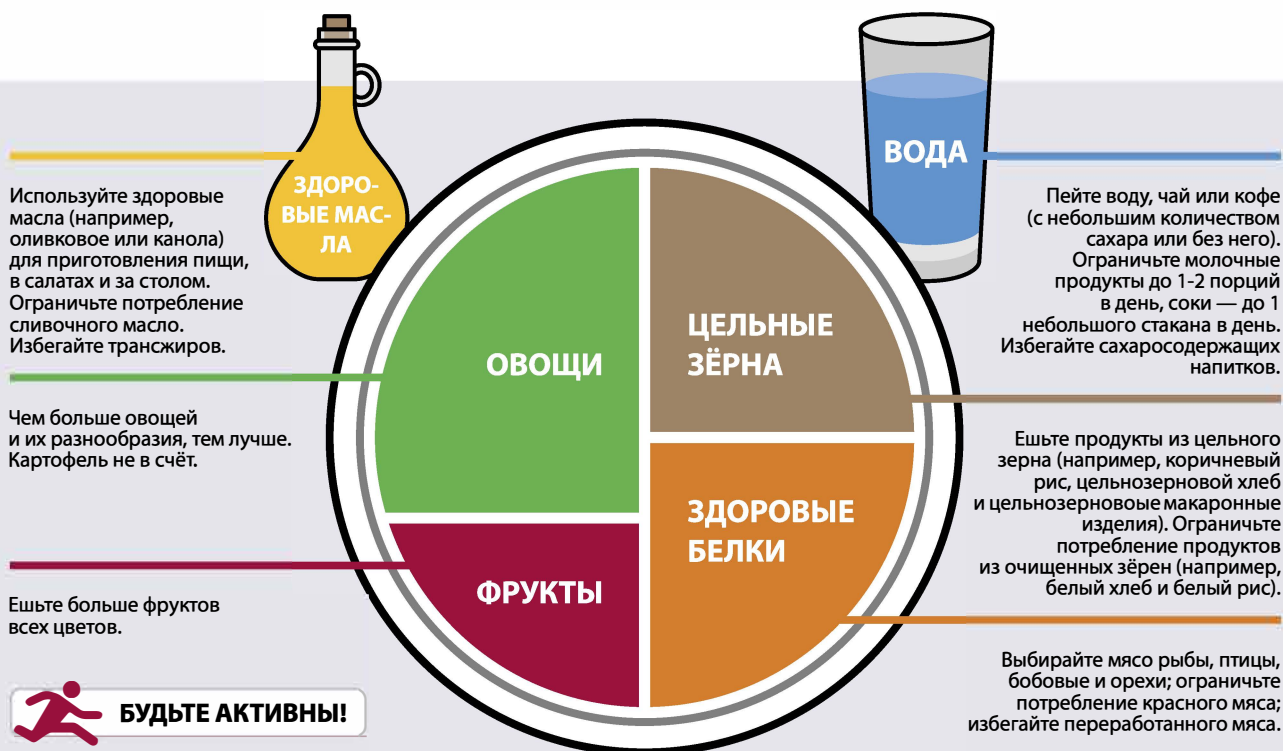 ЗДОРО-
ВЫЕ МАС-
ЛА
Используйте здоровые
масла (например,
оливковое или канола)
для приготовления пищи,
в салатах и за столом.
Ограничьте потребление
сливочного масло.
Избегайте трансжиров.
Чем больше овощей
и их разнообразия, тем лучше.
Картофель не в счёт.
Ешьте больше фруктов
всех цветов.
БУДЬТЕ АКТИВНЫ!
ОВОЩИ
ФРУКТЫ
ЦЕЛЬНЫЕ
ЗЁРНА
ЗДОРОВЫЕ
БЕЛКИ
ВОДА
Пейте воду, чай или кофе
(с небольшим количеством
сахара или без него).
Ограничьте молочные
продукты до 1-2 порций
в день, соки — до 1
небольшого стакана в день.
Избегайте сахаросодержащих
напитков.
Ешьте продукты из цельного
зерна (например, коричневый
рис, цельнозерновой хлеб
и цельнозерновоые макаронные
изделия). Ограничьте
потребление продуктов
из очищенных зёрен (например,
белый хлеб и белый рис).
Выбирайте мясо рыбы, птицы,
бобовые и орехи; ограничьте
потребление красного мяса;
избегайте переработанного мяса.